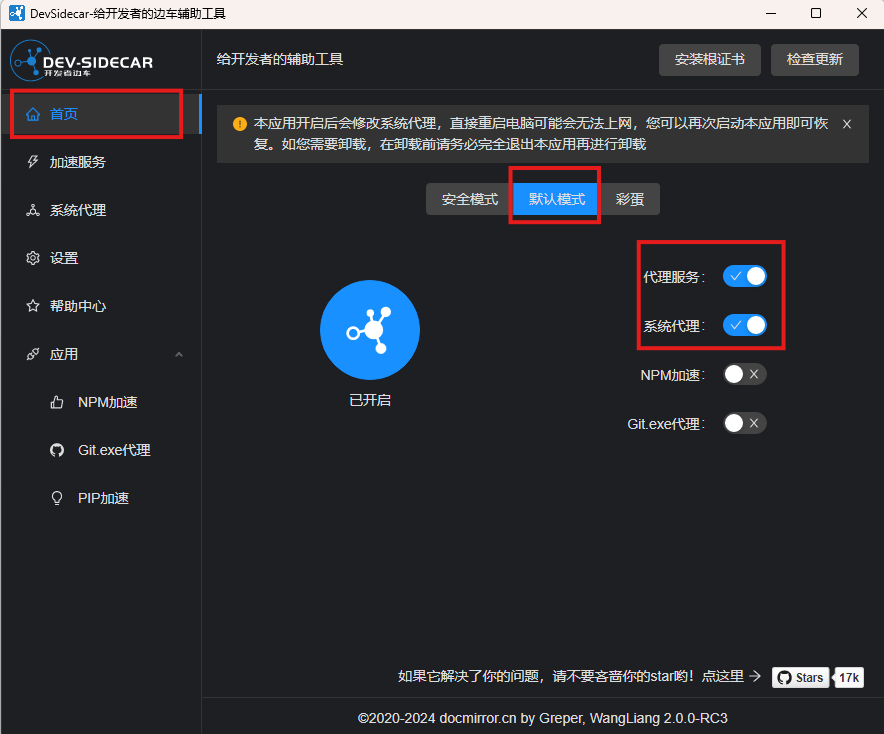 DevSidecar-给开发者的边车辅助工具
DEV-SIDECAR
开发者边车
给开发者的辅助工具
安装根证书
检查更新
首页
加速服务
系统代理
设置
帮助中心
应用
NPM加速
Git.exe代理
PIP加速
本应用开启后会修改系统代理，直接重启电脑可能会无法上网，您可以再次启动本应用即可恢
复。如您需要卸载，在卸载前请务必完全退出本应用再进行卸载
安全模式
默认模式
彩蛋
已开启
代理服务：
系统代理：
NPM加速：
Git.exe代理：
如果它解决了你的问题，请不要吝啬你的star哟！点这里
Stars
17k
©2020-2024 docmirror.cn by Greper, WangLiang 2.0.0-RC3